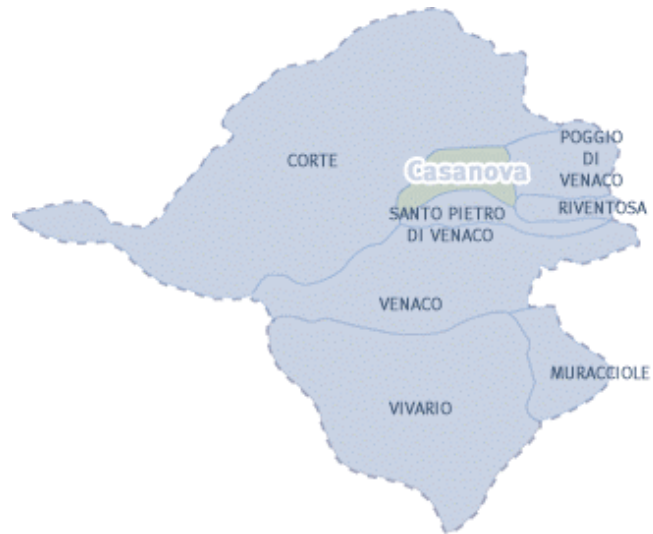 POGGIO
DI
VENACO
CORTE
Casanova
RIVENTOSA
SANTO PIETRO
DI VENACO
VENACO
MURACCIOLE
VIVARIO